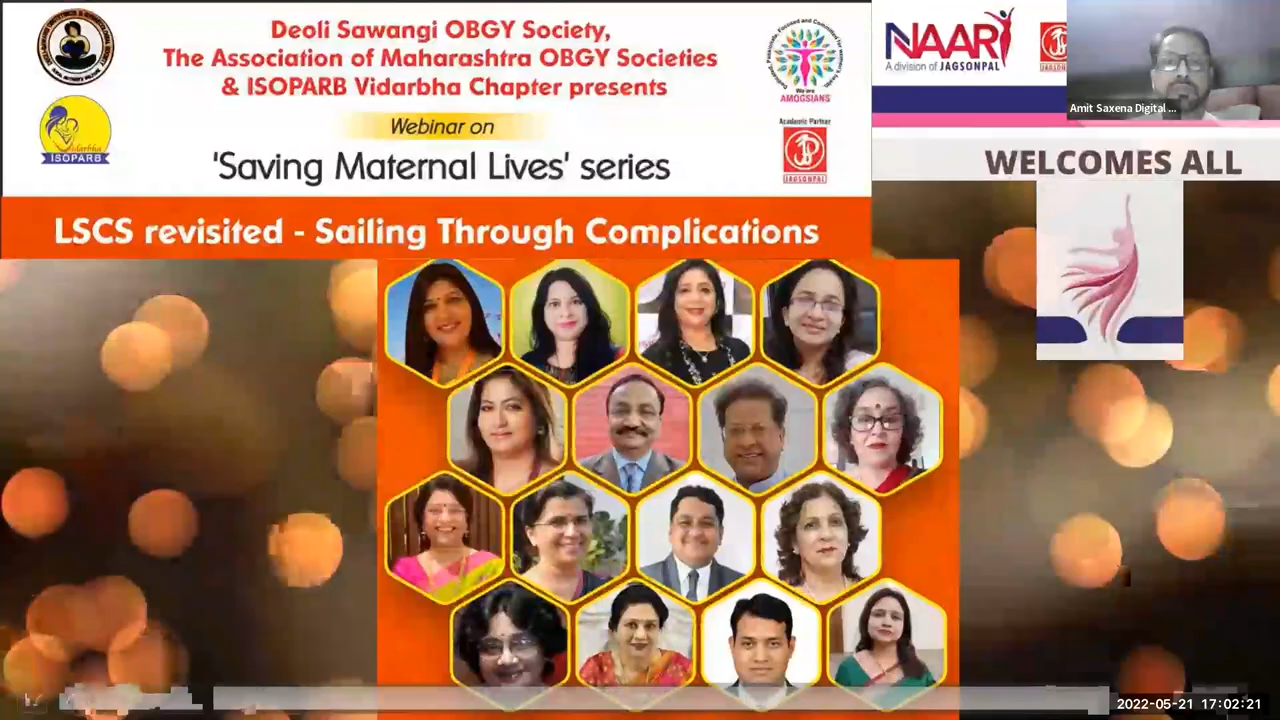 Deoli Sawangi OBGY Society,
The Association of Maharashtra OBGY Societies
& ISOPARB Vidarbha Chapter presents
Webinar on
'Saving Maternal Lives' series
LSCS revisited - Sailing Through Complications
Vidarbha
ISOPARB
We are
AMOGSIANS
Academic Partner
JAGSONPAL
NAARI
A division of JAGSONPAL
Amit Saxena Digital ...
WELCOMES ALL
2022-05-21 17:02:21